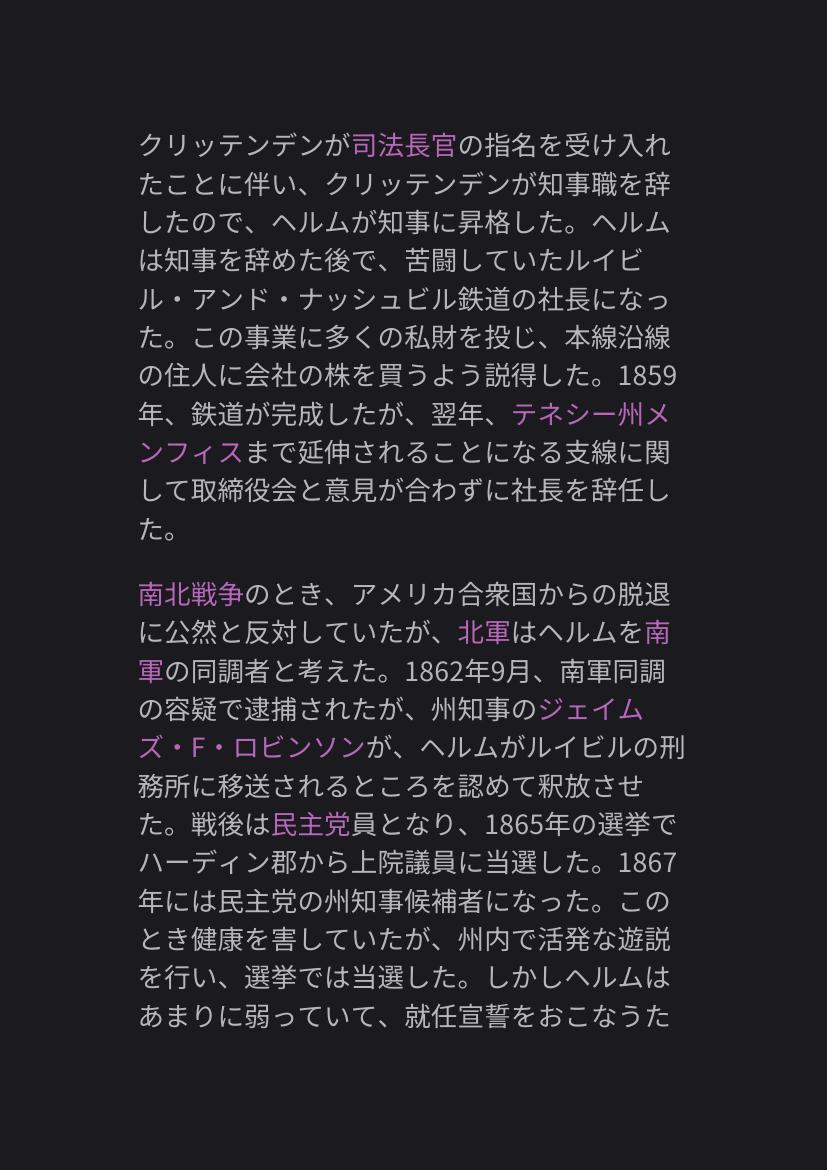 クリッテンデンが司法長官の指名を受け入れ
たことに伴い、クリッテンデンが知事職を辞
したので、ヘルムが知事に昇格した。ヘルム
は知事を辞めた後で、苦闘していたルイビ
ル・アンド・ナッシュビル鉄道の社長になっ
た。この事業に多くの私財を投じ、本線沿線
の住人に会社の株を買うよう説得した。1859
年、鉄道が完成したが、翌年、テネシー州メ
ンフィスまで延伸されることになる支線に関
して取締役会と意見が合わずに社長を辞任し
た。
南北戦争のとき、アメリカ合衆国からの脱退
に公然と反対していたが、北軍はヘルムを南
軍の同調者と考えた。1862年9月、南軍同調
の容疑で逮捕されたが、州知事のジェイム
ズ・F・ロビンソンが、ヘルムがルイビルの刑
務所に移送されるところを認めて釈放させ
た。戦後は民主党員となり、1865年の選挙で
ハーディン郡から上院議員に当選した。1867
年には民主党の州知事候補者になった。この
とき健康を害していたが、州内で活発な遊説
を行い、選挙では当選した。しかしヘルムは
あまりに弱っていて、就任宣誓をおこなうた